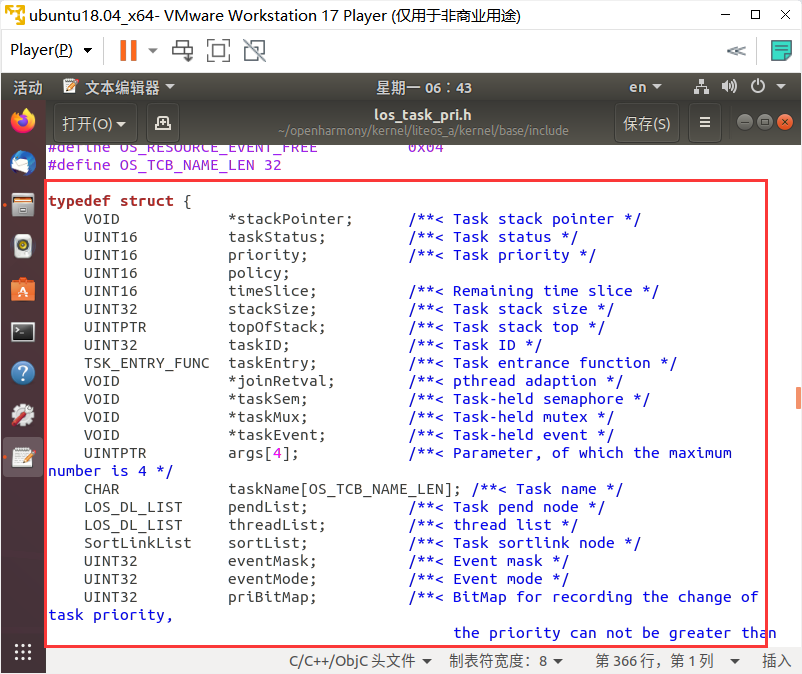 ubuntu18.04_x64- VMware Workstation 17 Player (仅用于非商业用途)
Player(P)
活动 文本编辑器 星期一 06：43 en
打开(O) los_task_pri.h 保存(S)
~/openharmony/kernel/liteos_a/kernel/base/include
#define OS_RESOURCE_EVENT_FREE 0x04
#define OS_TCB_NAME_LEN 32
typedef struct {
VOID *stackPointer; /**< Task stack pointer */
UINT16 taskStatus; /**< Task status */
UINT16 priority; /**< Task priority */
UINT16 policy;
UINT16 timeSlice; /**< Remaining time slice */
UINT32 stackSize; /**< Task stack size */
UINTPTR topOfStack; /**< Task stack top */
UINT32 taskID; /**< Task ID */
TSK_ENTRY_FUNC taskEntry; /**< Task entrance function */
VOID *joinRetval; /**< pthread adaption */
VOID *taskSem; /**< Task-held semaphore */
VOID *taskMux; /**< Task-held mutex */
VOID *taskEvent; /**< Task-held event */
UINTPTR args[4]; /**< Parameter, of which the maximum
number is 4 */
CHAR taskName[OS_TCB_NAME_LEN]; /**< Task name */
LOS_DL_LIST pendList; /**< Task pend node */
LOS_DL_LIST threadList; /**< thread list */
SortLinkList sortList; /**< Task sortlink node */
UINT32 eventMask; /**< Event mask */
UINT32 eventMode; /**< Event mode */
UINT32 priBitMap; /**< BitMap for recording the change of
task priority,
the priority can not be greater than
C/C++/ObjC 头文件 制表符宽度：8 第 366 行，第 1 列 插入